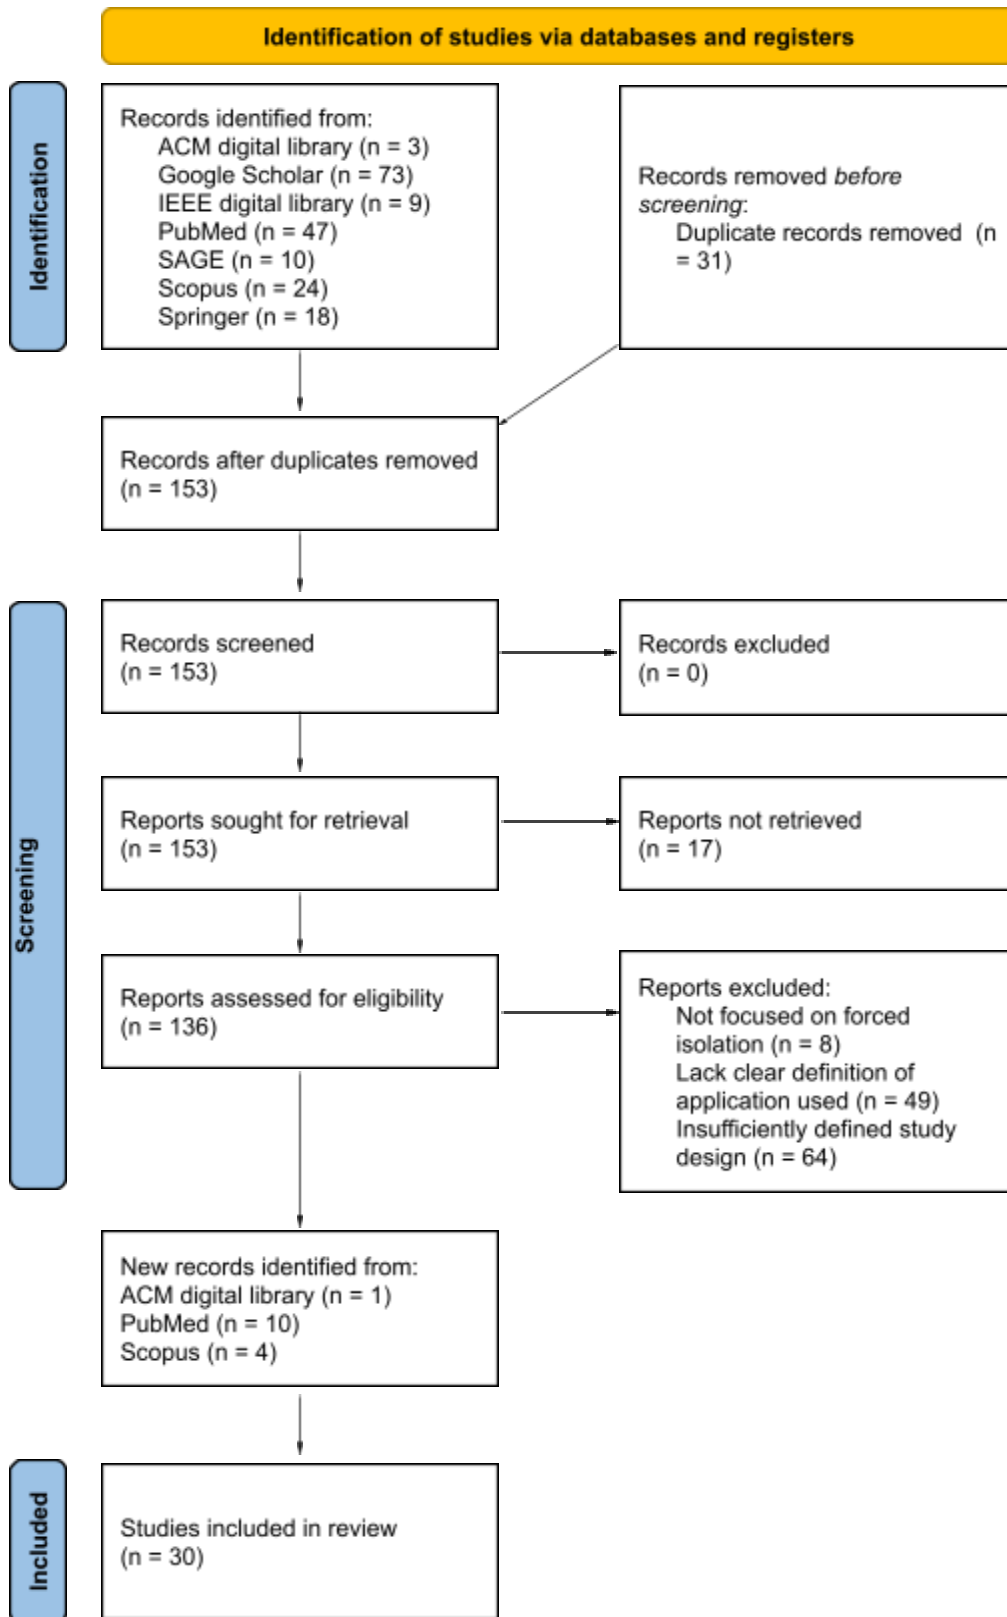 Identification of studies via databases and registers
Identification
Records identified from:
ACM digital library (n = 3)
Google Scholar (n = 73)
IEEE digital library (n = 9)
PubMed (n = 47)
SAGE (n = 10)
Scopus (n = 24)
Springer (n = 18)
Records removed before
screening:
Duplicate records removed (n
= 31)
Records after duplicates removed
(n = 153)
Screening
Records screened
(n = 153)
Records excluded
(n = 0)
Reports sought for retrieval
(n = 153)
Reports not retrieved
(n = 17)
Reports assessed for eligibility
(n = 136)
Reports excluded:
Not focused on forced
isolation (n = 8)
Lack clear definition of
application used (n = 49)
Insufficiently defined study
design (n = 64)
New records identified from:
ACM digital library (n = 1)
PubMed (n = 10)
Scopus (n = 4)
Included
Studies included in review
(n = 30)